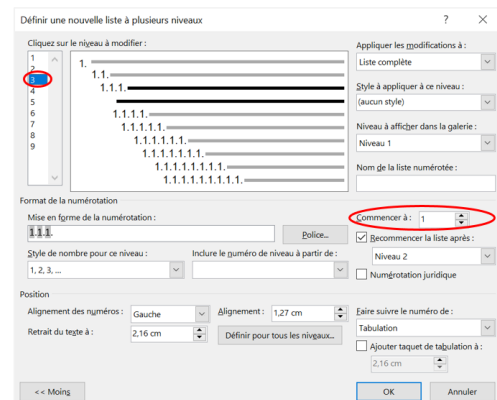 Définir une nouvelle liste à plusieurs niveaux ? ×
Cliquez sur le niveau à modifier :
1
2
3
4
5
6
7
8
9
1.
1.1.
1.1.1.
1.1.1.1.
1.1.1.1.1.
1.1.1.1.1.1.
1.1.1.1.1.1.1.
1.1.1.1.1.1.1.1.
1.1.1.1.1.1.1.1.1.
Appliquer les modifications à :
Liste complète
Style à appliquer à ce niveau :
(aucun style)
Niveau à afficher dans la galerie :
Niveau 1
Nom de la liste numérotée :
Format de la numérotation
Mise en forme de la numérotation :
1.1.1.
Police...
Commencer à : 1
Recommencer la liste après :
Niveau 2
Style de nombre pour ce niveau :
1, 2, 3, ...
Inclure le numéro de niveau à partir de :
Numérotation juridique
Position
Alignement des numéros : Gauche
Alignement : 1,27 cm
Retrait du texte à : 2,16 cm
Définir pour tous les niveaux...
Faire suivre le numéro de :
Tabulation
Ajouter taquet de tabulation à :
2,16 cm
<< Moins
OK
Annuler